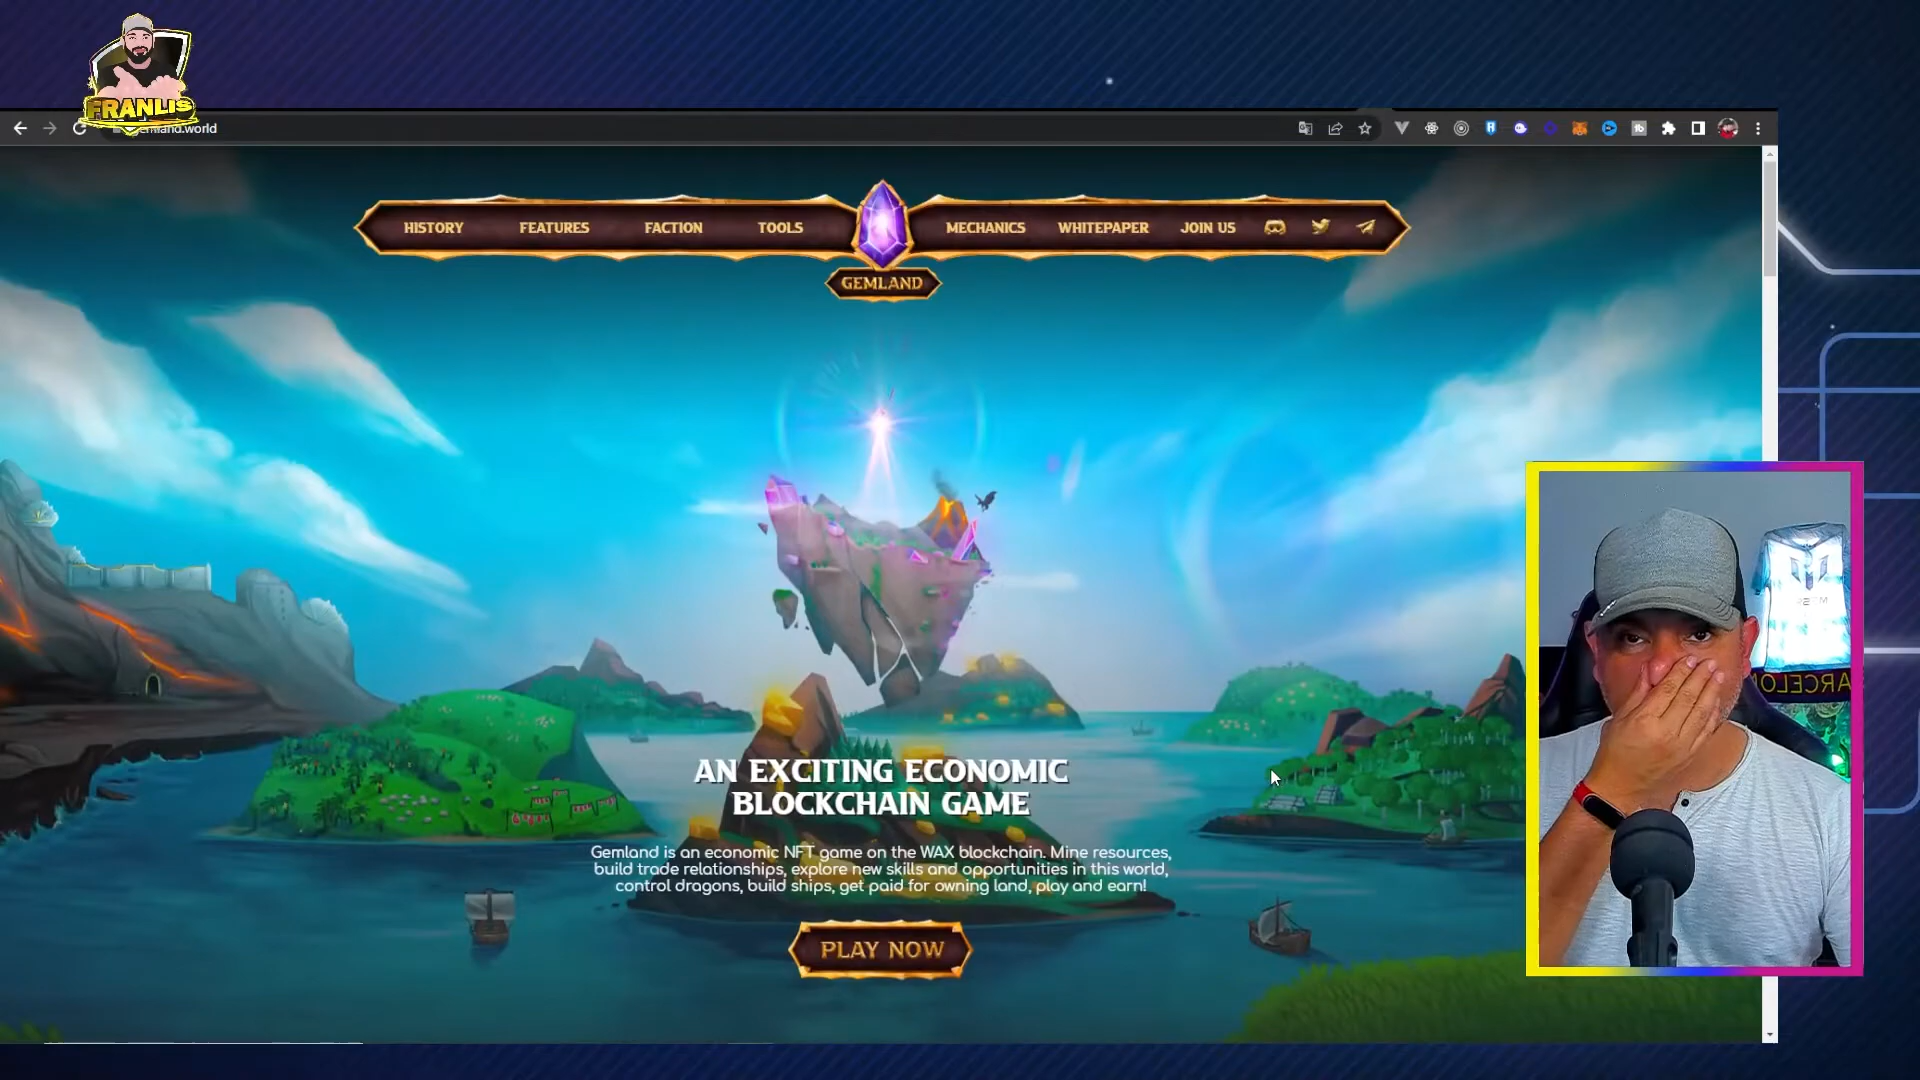 FRANLIS
emland.world
HISTORY
FEATURES
FACTION
TOOLS
MECHANICS
WHITEPAPER
JOIN US
GEMLAND
AN EXCITING ECONOMIC
BLOCKCHAIN GAME
Gemland is an economic NFT game on the WAX blockchain. Mine resources,
build trade relationships, explore new skills and opportunities in this world,
control dragons, build ships, get paid for owning land, play and earn!
PLAY NOW